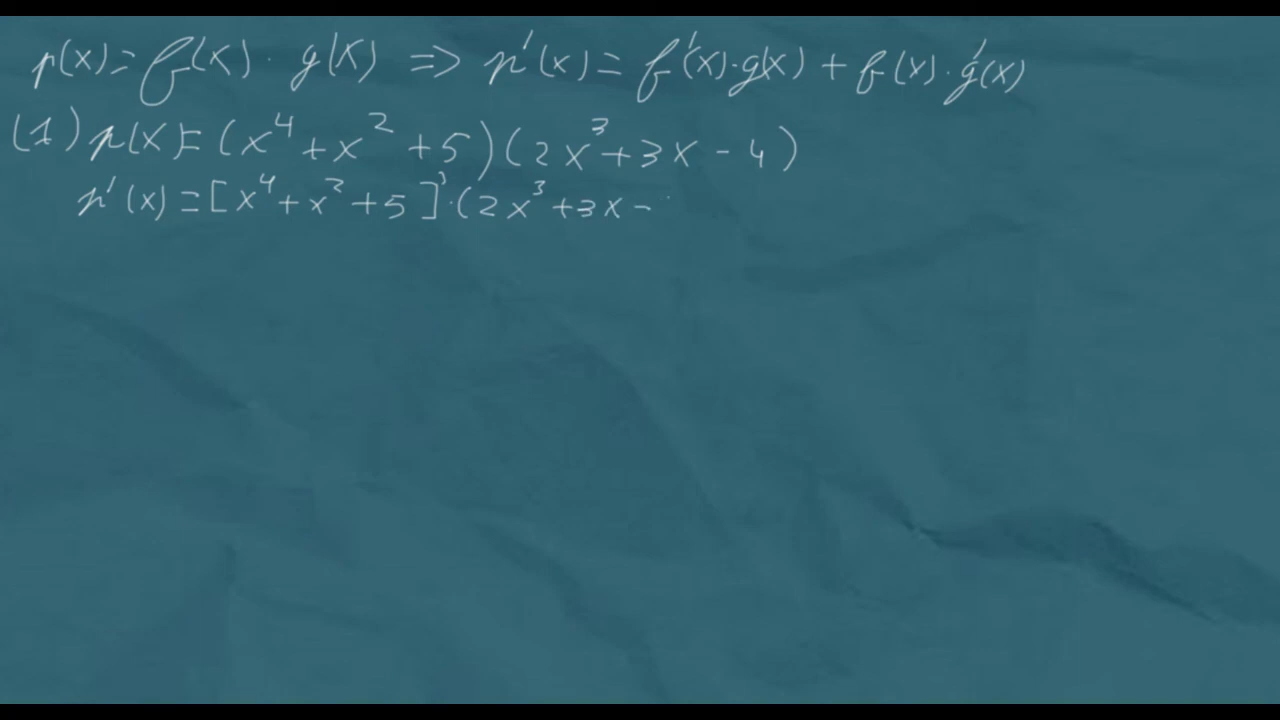 p(x)=f(x)·g(x) => p'(x)=f'(x)·g(x)+f(x)·g'(x)
(1) p(x)=(x⁴+x²+5)(2x³+3x-4)
p'(x)=[x⁴+x²+5]'·(2x³+3x-